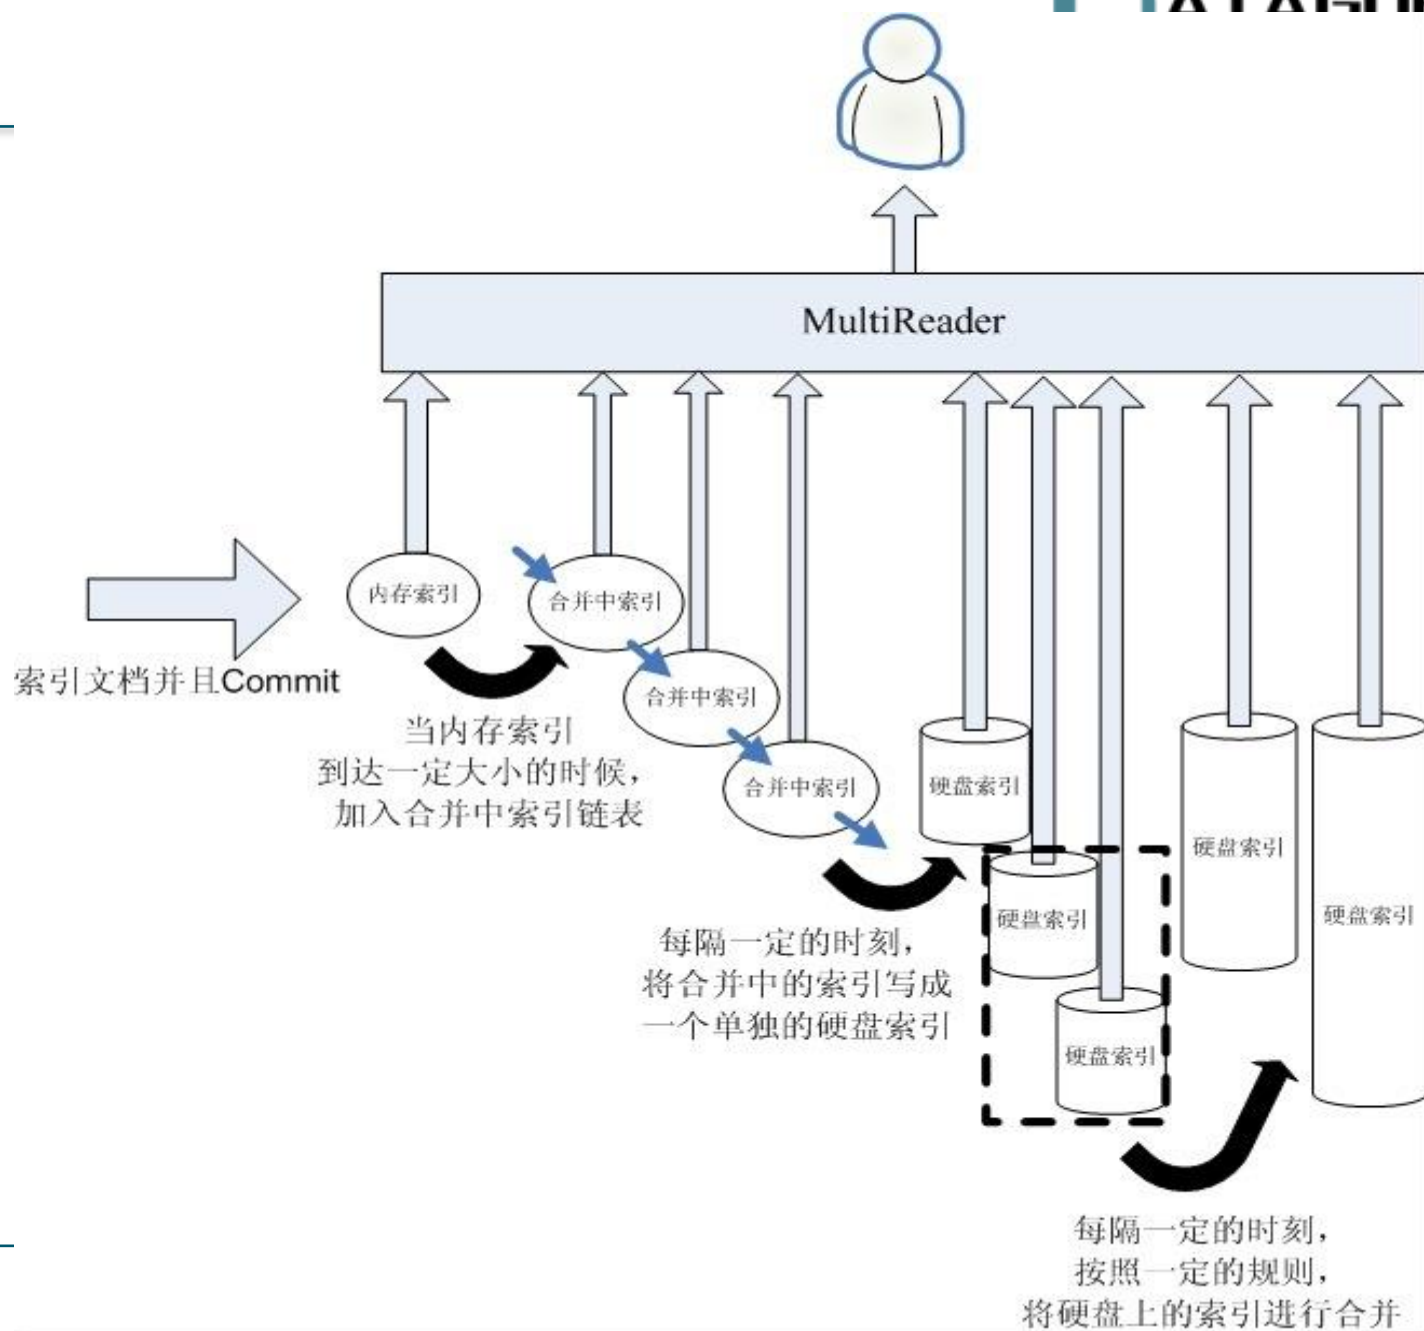 MultiReader
内存索引
合并中索引
合并中索引
合并中索引
硬盘索引
硬盘索引
硬盘索引
硬盘索引
硬盘索引
索引文档并且Commit
当内存索引
到达一定大小的时候，
加入合并中索引链表
每隔一定的时刻，
将合并中的索引写成
一个单独的硬盘索引
每隔一定的时刻，
按照一定的规则，
将硬盘上的索引进行合并